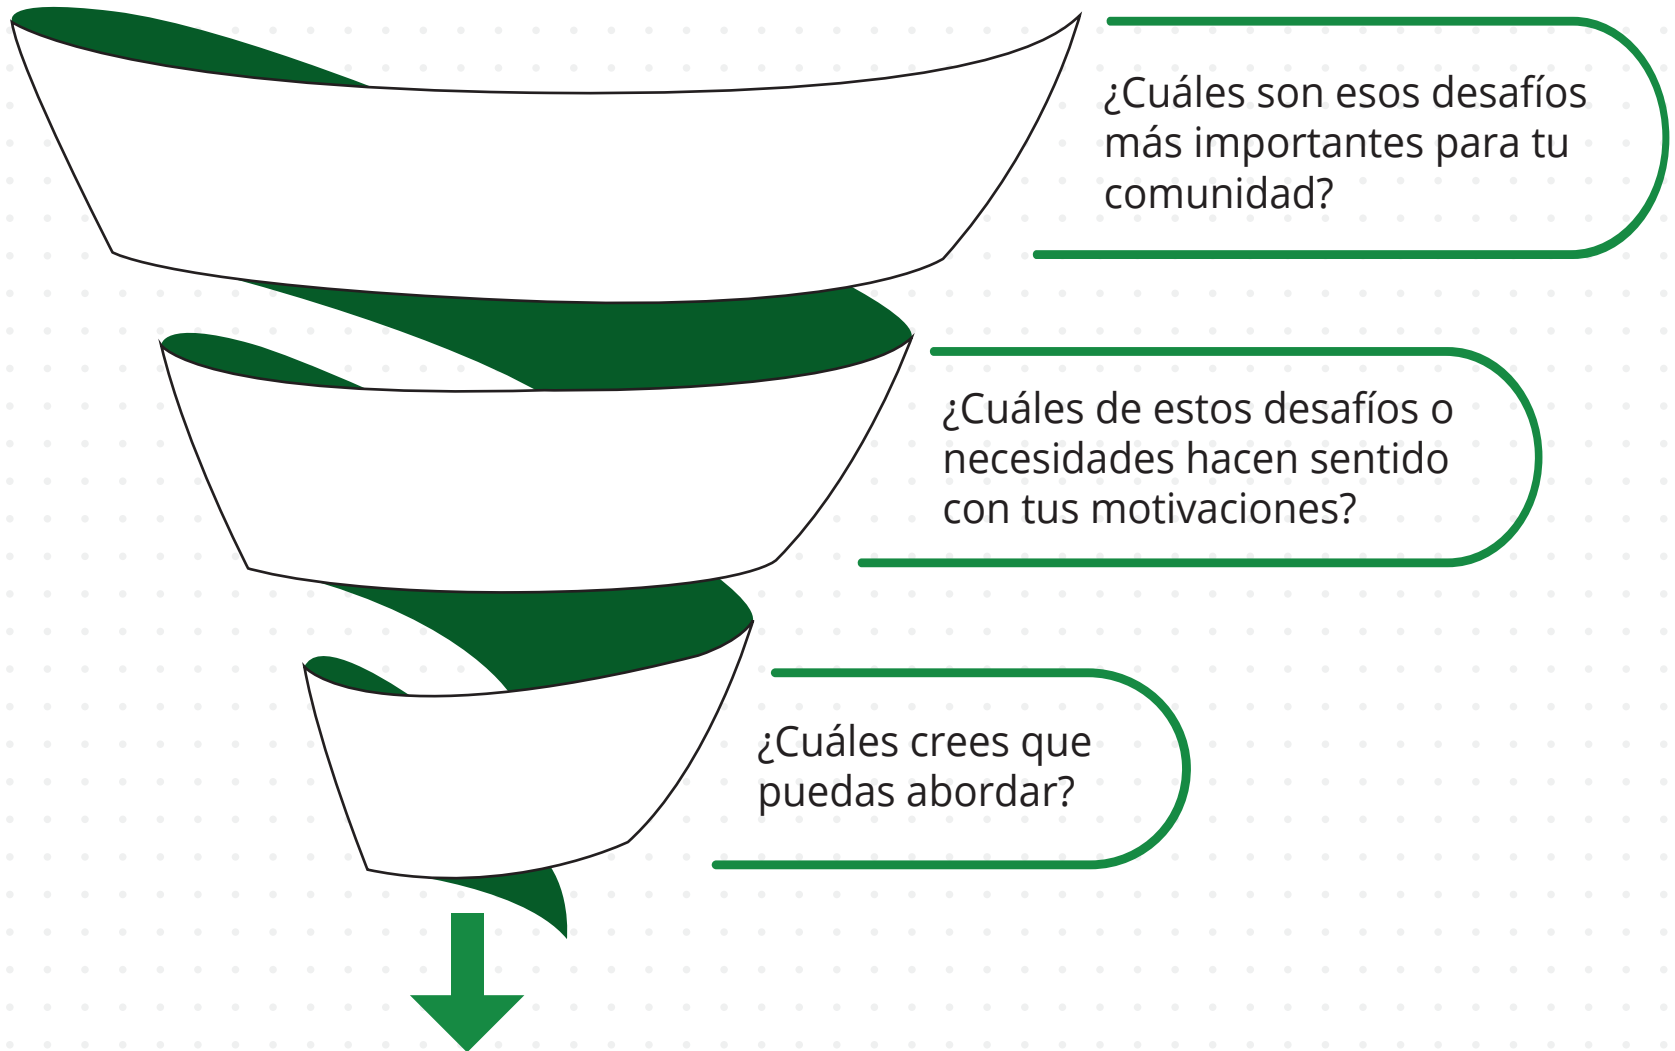 ¿Cuáles son esos desafíos
más importantes para tu
comunidad?
¿Cuáles de estos desafíos o
necesidades hacen sentido
con tus motivaciones?
¿Cuáles crees que
puedas abordar?